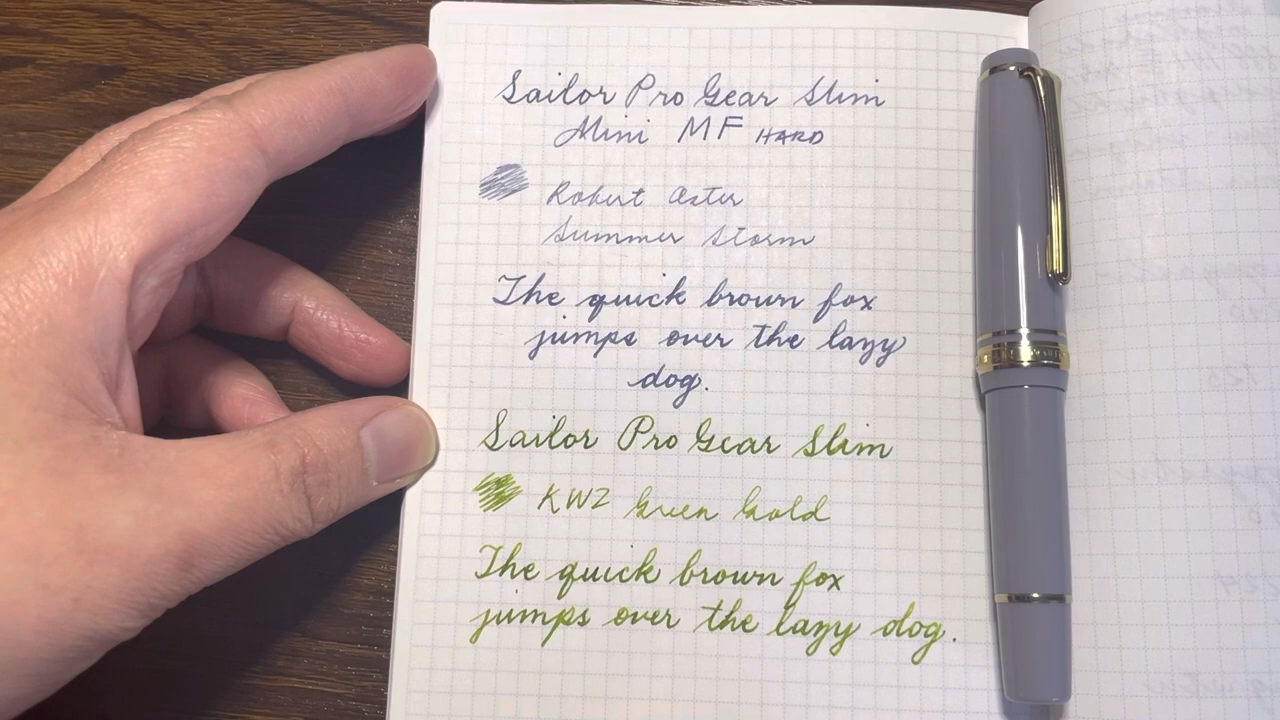 Sailor Pro Gear Slim
Mini MF HARD
Robert Oster
Summer Storm
The quick brown fox
jumps over the lazy
dog.
Sailor Pro Gear Slim
KWZ Green Gold
The quick brown fox
jumps over the lazy dog.